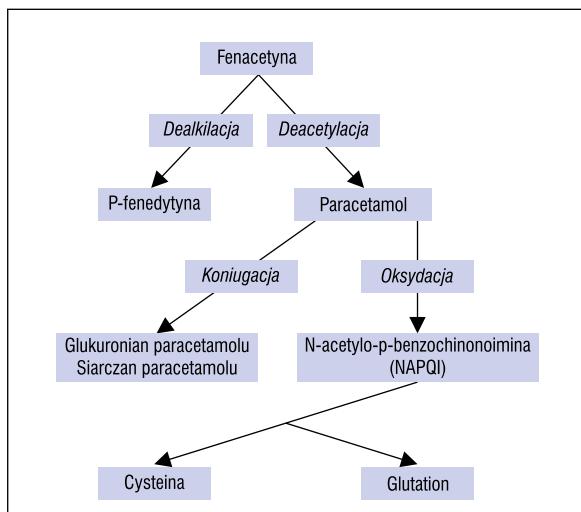 Fenacetyna
Dealkilacja
Deacetylacja
P-fenedytyna
Paracetamol
Koniugacja
Oksydacja
Glukuronian paracetamolu
Siarczan paracetamolu
N-acetylo-p-benzochinonoimina
(NAPQI)
Cysteina
Glutation